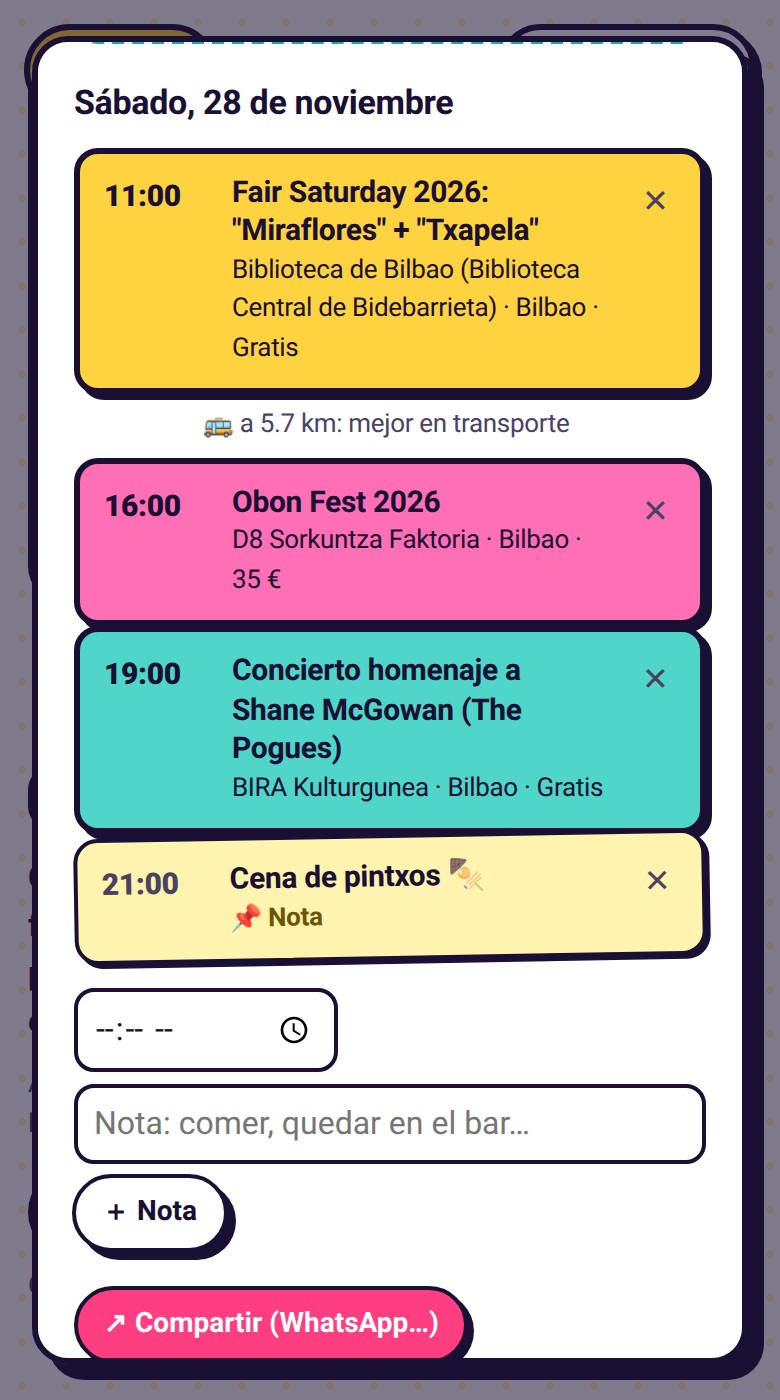 Sábado, 28 de noviembre
11:00
Fair Saturday 2026:
"Miraflores" + "Txapela"
Biblioteca de Bilbao (Biblioteca
Central de Bidebarrieta) · Bilbao ·
Gratis
a 5.7 km: mejor en transporte
16:00
Obon Fest 2026
D8 Sorkuntza Faktoria · Bilbao ·
35 €
19:00
Concierto homenaje a
Shane McGowan (The
Pogues)
BIRA Kulturgunea · Bilbao · Gratis
21:00
Cena de pintxos
Nota
--:-- --
Nota: comer, quedar en el bar...
+ Nota
↗ Compartir (WhatsApp...)